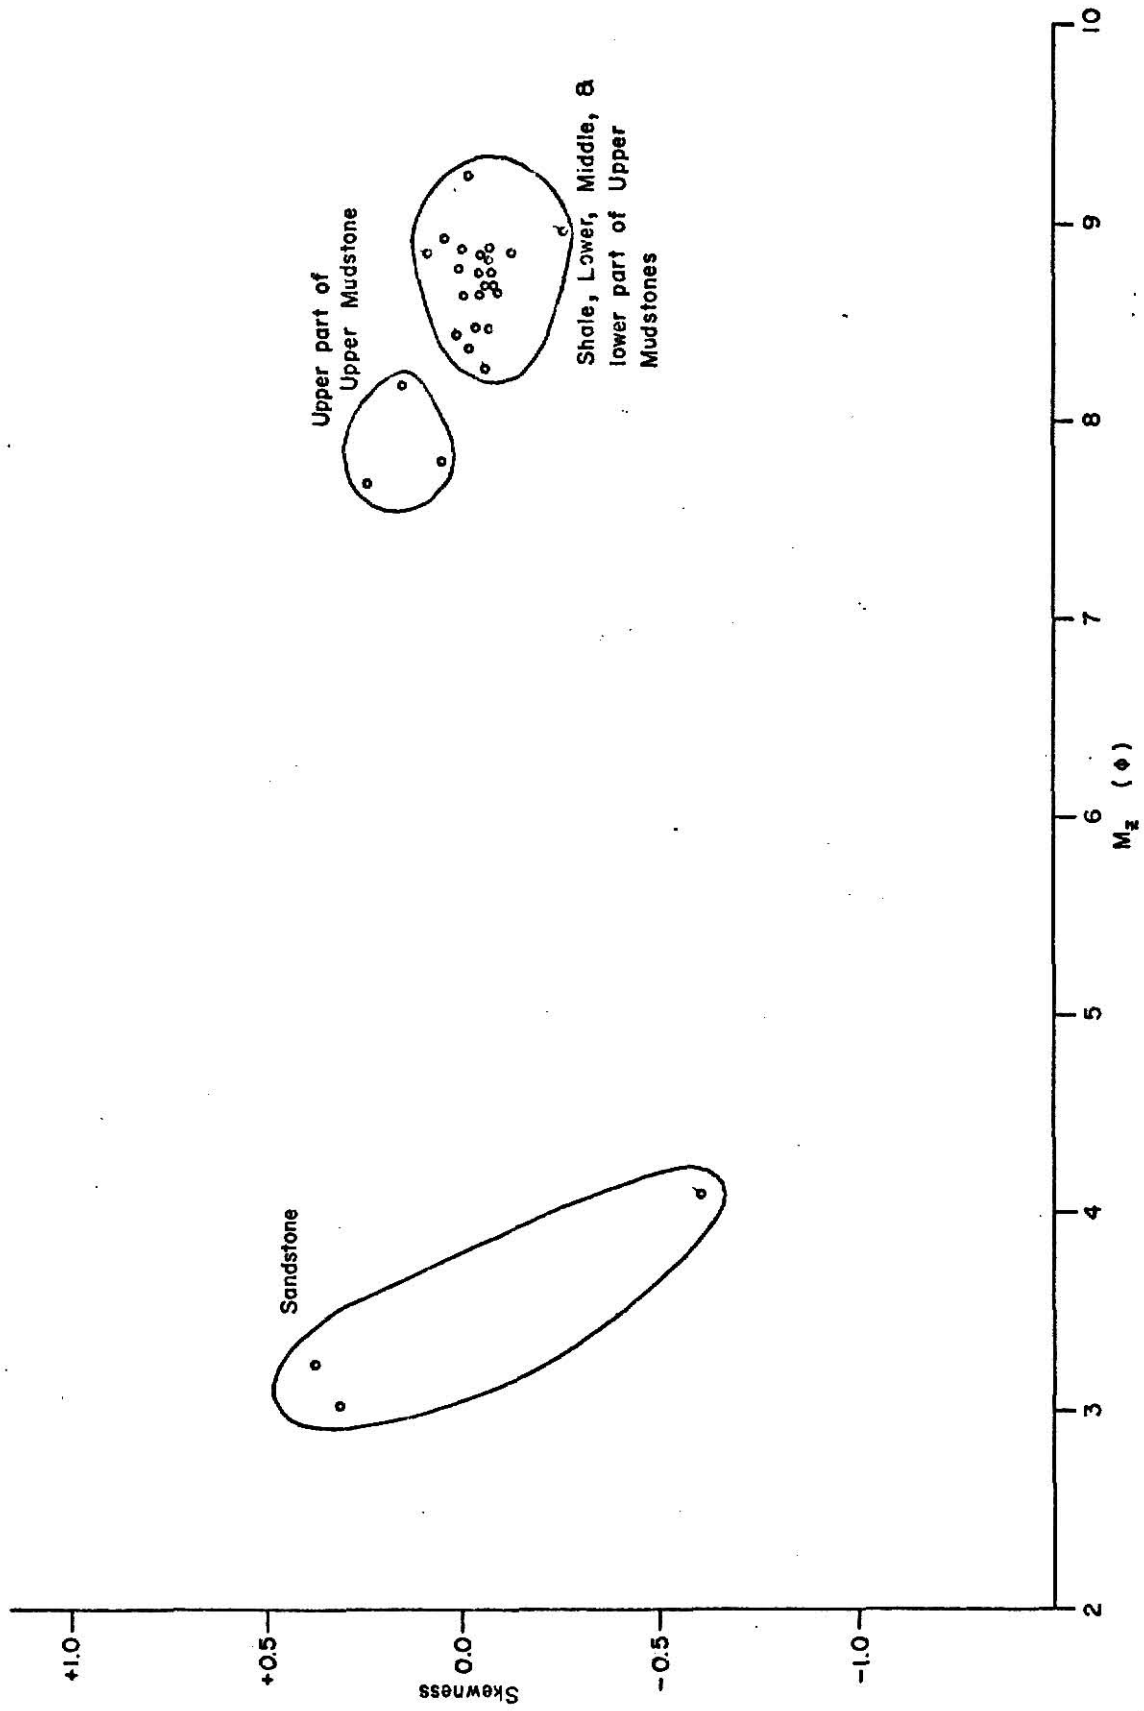 +1.0
+0.5
0.0
-0.5
-1.0
Skewness
Sandstone
Upper part of
Upper Mudstone
Shale, Lower, Middle, &
lower part of Upper
Mudstones
2
3
4
5
6
7
8
9
10
Mz (Φ)